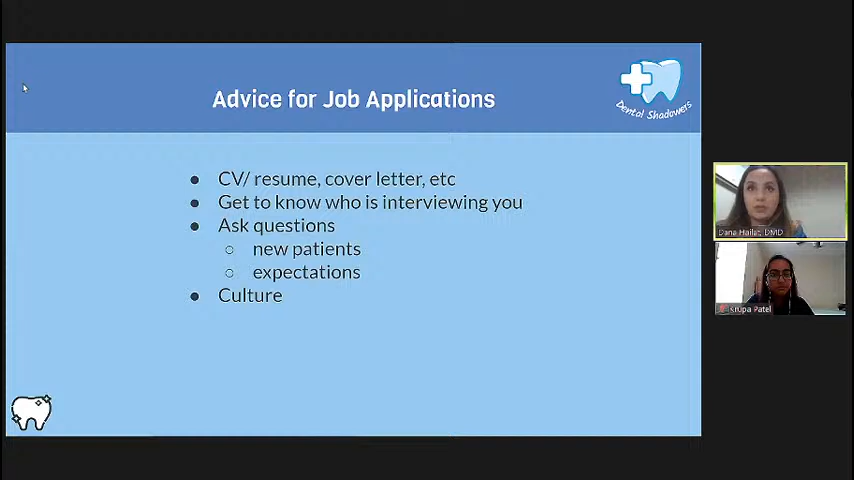 Advice for Job Applications
Dental Shadowers
CV/ resume, cover letter, etc
Get to know who is interviewing you
Ask questions
new patients
expectations
Culture
Dana Hailat, DMD
Krupa Patel